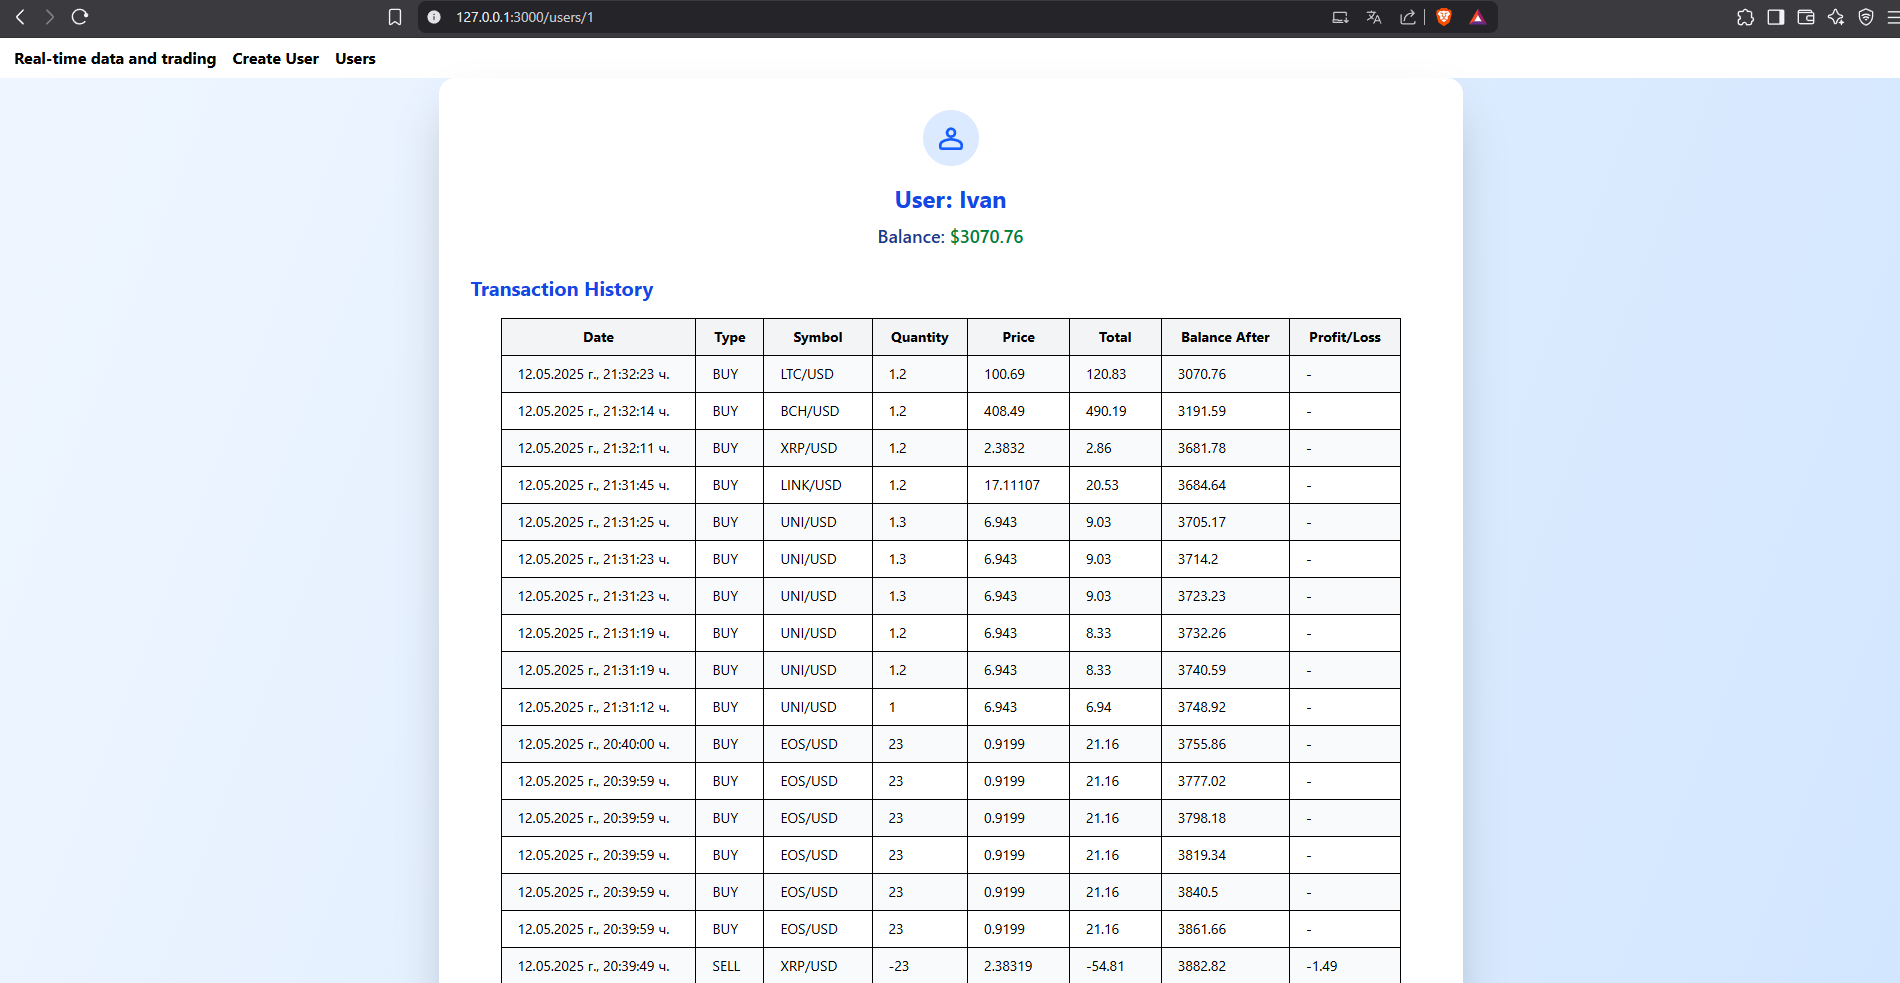 127.0.0.1:3000/users/1
Real-time data and trading Create User Users
User: Ivan
Balance: $3070.76
Transaction History
Date Type Symbol Quantity Price Total Balance After Profit/Loss
12.05.2025 г., 21:32:23 ч. BUY LTC/USD 1.2 100.69 120.83 3070.76 -
12.05.2025 г., 21:32:14 ч. BUY BCH/USD 1.2 408.49 490.19 3191.59 -
12.05.2025 г., 21:32:11 ч. BUY XRP/USD 1.2 2.3832 2.86 3681.78 -
12.05.2025 г., 21:31:45 ч. BUY LINK/USD 1.2 17.11107 20.53 3684.64 -
12.05.2025 г., 21:31:25 ч. BUY UNI/USD 1.3 6.943 9.03 3705.17 -
12.05.2025 г., 21:31:23 ч. BUY UNI/USD 1.3 6.943 9.03 3714.2 -
12.05.2025 г., 21:31:23 ч. BUY UNI/USD 1.3 6.943 9.03 3723.23 -
12.05.2025 г., 21:31:19 ч. BUY UNI/USD 1.2 6.943 8.33 3732.26 -
12.05.2025 г., 21:31:19 ч. BUY UNI/USD 1.2 6.943 8.33 3740.59 -
12.05.2025 г., 21:31:12 ч. BUY UNI/USD 1 6.943 6.94 3748.92 -
12.05.2025 г., 20:40:00 ч. BUY EOS/USD 23 0.9199 21.16 3755.86 -
12.05.2025 г., 20:39:59 ч. BUY EOS/USD 23 0.9199 21.16 3777.02 -
12.05.2025 г., 20:39:59 ч. BUY EOS/USD 23 0.9199 21.16 3798.18 -
12.05.2025 г., 20:39:59 ч. BUY EOS/USD 23 0.9199 21.16 3819.34 -
12.05.2025 г., 20:39:59 ч. BUY EOS/USD 23 0.9199 21.16 3840.5 -
12.05.2025 г., 20:39:59 ч. BUY EOS/USD 23 0.9199 21.16 3861.66 -
12.05.2025 г., 20:39:49 ч. SELL XRP/USD -23 2.38319 -54.81 3882.82 -1.49